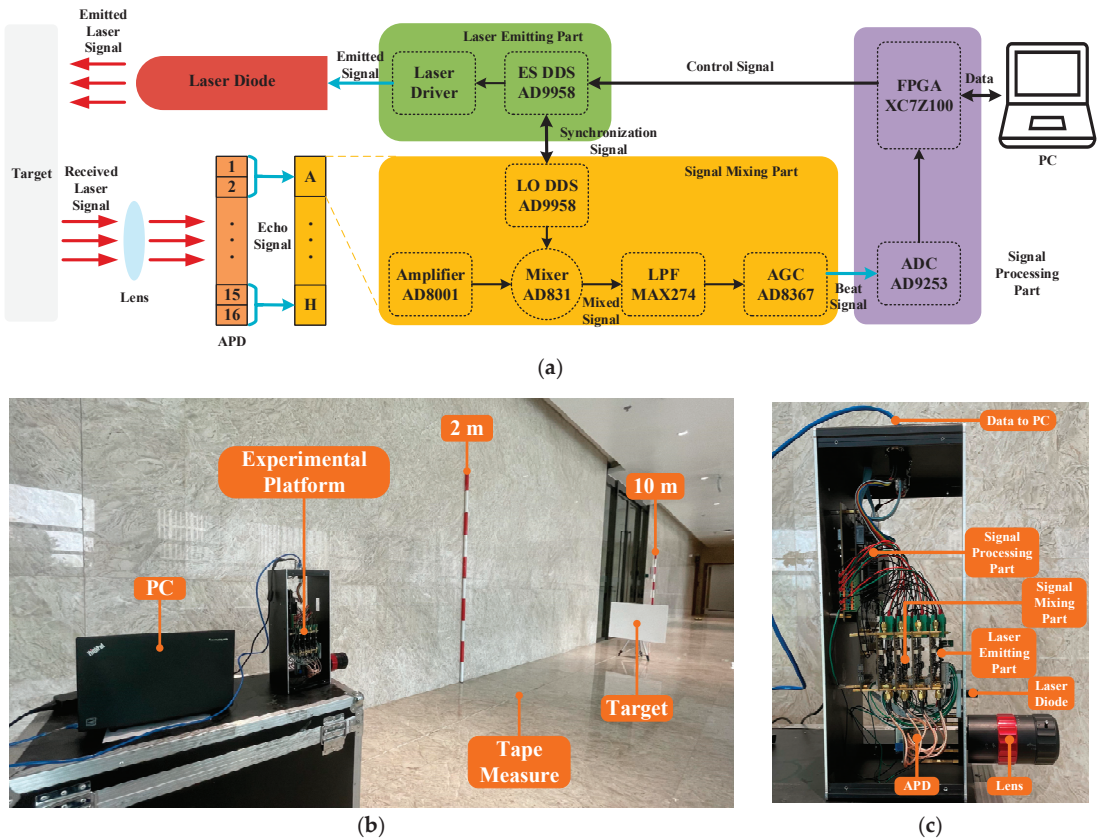 Emitted
Laser
Signal
Target
Laser Diode
Emitted
Signal
Laser Emitting Part
Laser
Driver
ES DDS
AD9958
Control Signal
FPGA
XC7Z100
Data
PC
Synchronization
Signal
Received
Laser
Signal
Lens
1
2
15
16
APD
Echo
Signal
A
H
Signal Mixing Part
LO DDS
AD9958
Amplifier
AD8001
Mixer
AD831
Mixed
Signal
LPF
MAX274
AGC
AD8367
Beat
Signal
ADC
AD9253
Signal
Processing
Part
(a)
2 m
Experimental
Platform
10 m
PC
ThinkPad
Target
Tape
Measure
(b)
Data to PC
Signal
Processing
Part
Signal
Mixing
Part
Laser
Emitting
Part
Laser
Diode
APD
Lens
(c)